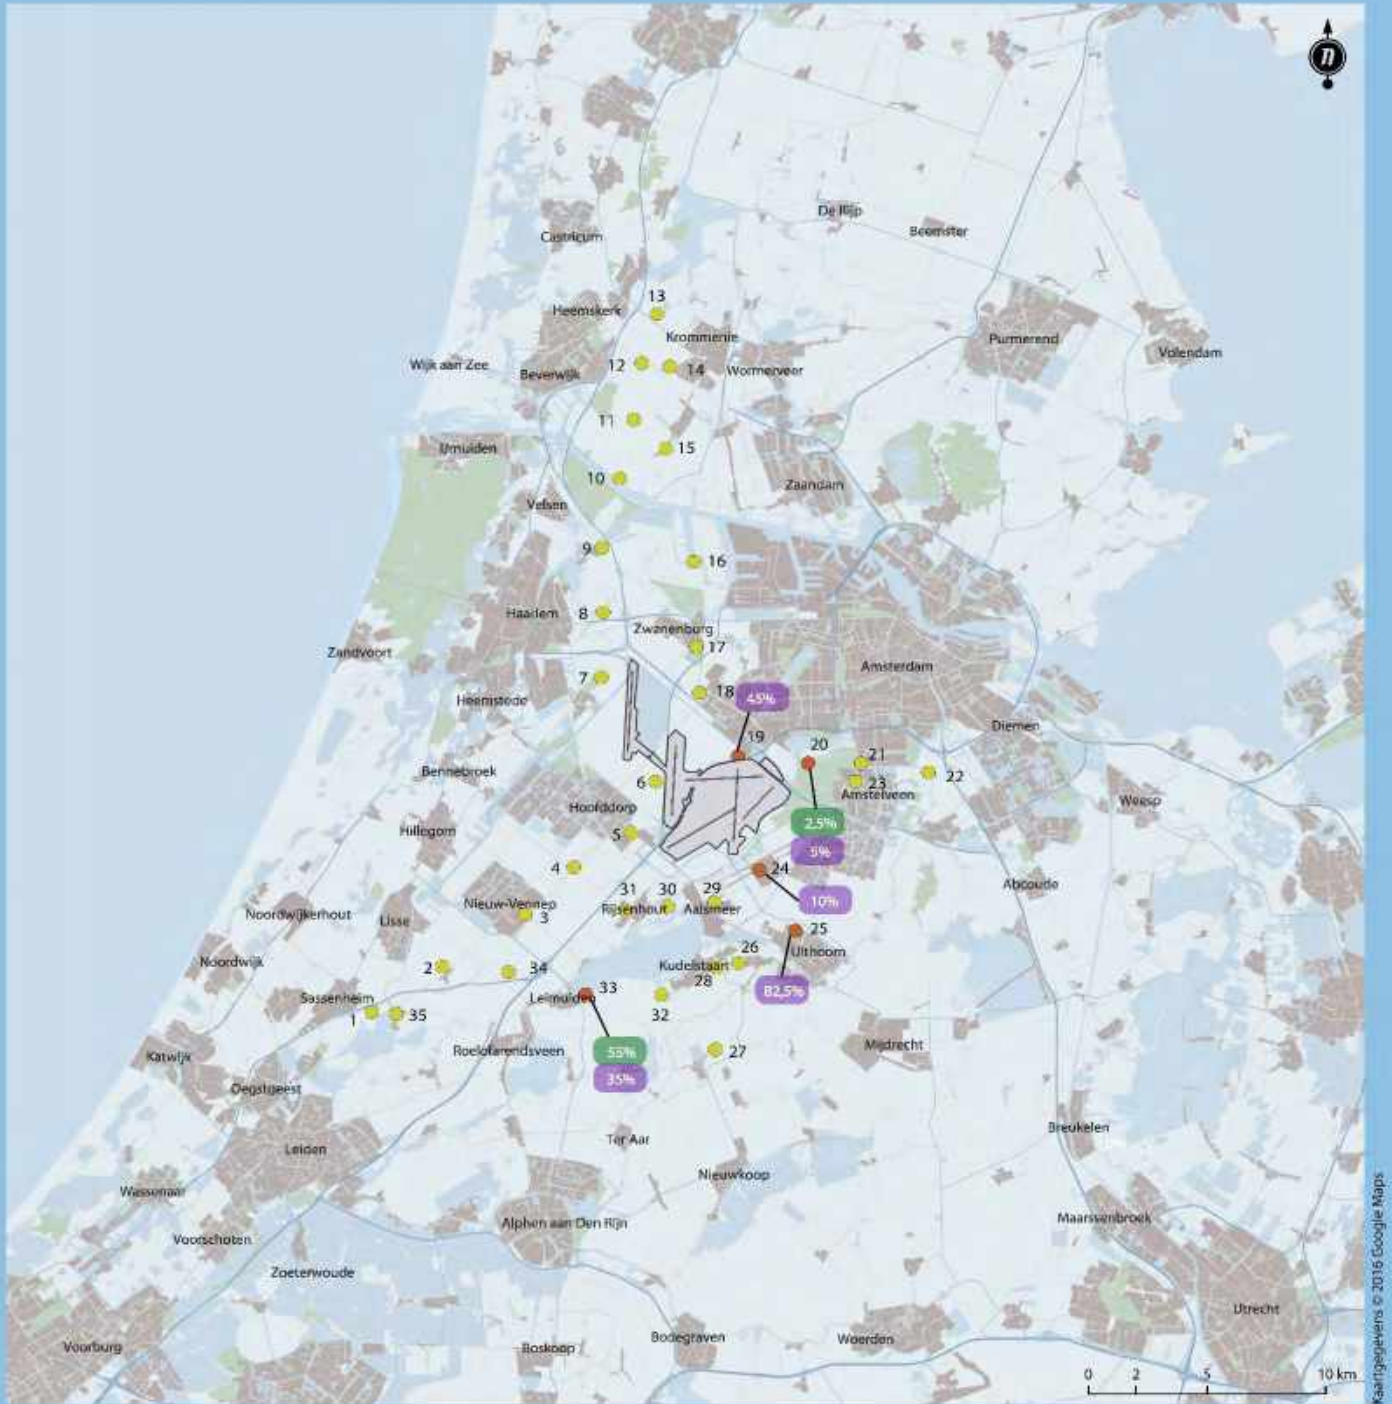 n
De Rijp
Beemster
Castricum
13
Heemskerk
Krommenie
Purmerend
Volendam
Wijk aan Zee
Beverwijk
12
14
Wormerveer
11
IJmuiden
15
10
Zaandam
Velsen
9
16
Haarlem
8
Zwanenburg
17
Zandvoort
Amsterdam
7
Heemstede
18
45%
Diemen
19
20
21
22
Bennebroek
6
23
Amstelveen
Weesp
Hoofddorp
Hillegom
5
2,5%
5%
4
24
Abcoude
31
30
29
10%
Nieuw-Vennep
3
Rijsenhout
Aalsmeer
Noordwijkerhout
Lisse
25
26
Uithoorn
Noordwijk
2
34
Kudelstaart
28
82,5%
Sassenheim
Leimuiden
33
1
35
32
Katwijk
Roelofarendsveen
55%
27
Mijdrecht
35%
Oegstgeest
Breukelen
Leiden
Ter Aar
Nieuwkoop
Wassenaar
Voorschoten
Alphen aan Den Rijn
Maarssenbroek
Zoeterwoude
Utrecht
Voorburg
Boskoop
Bodegraven
Woerden
0 2 5 10 km
Kaartgegevens © 2016 Google Maps